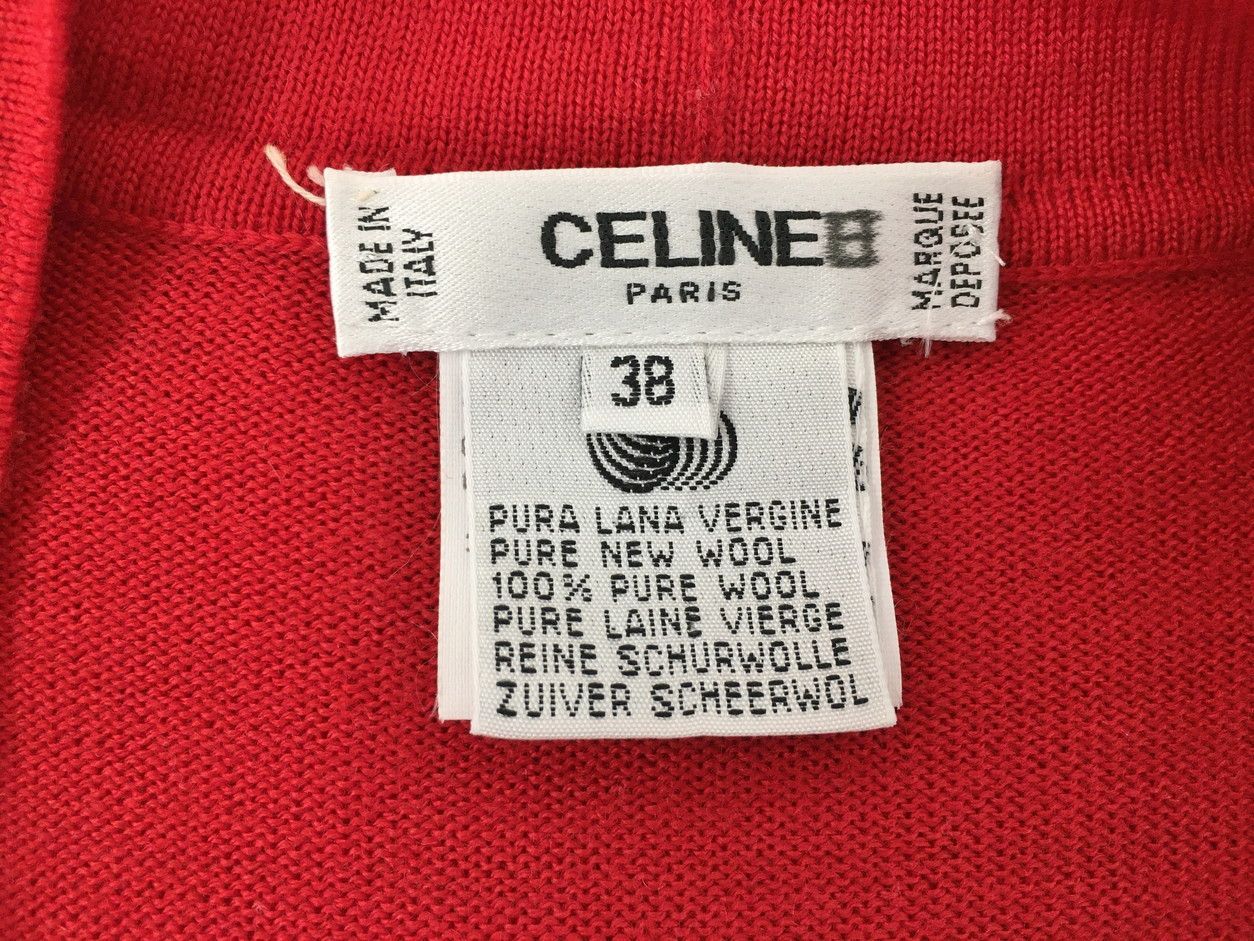 MADE IN
ITALY
CELINE
PARIS
MARQUE
DEPOSEE
38
PURA LANA VERGINE
PURE NEW WOOL
100% PURE WOOL
PURE LAINE VIERGE
REINE SCHURWOLLE
ZUIVER SCHEERWOL